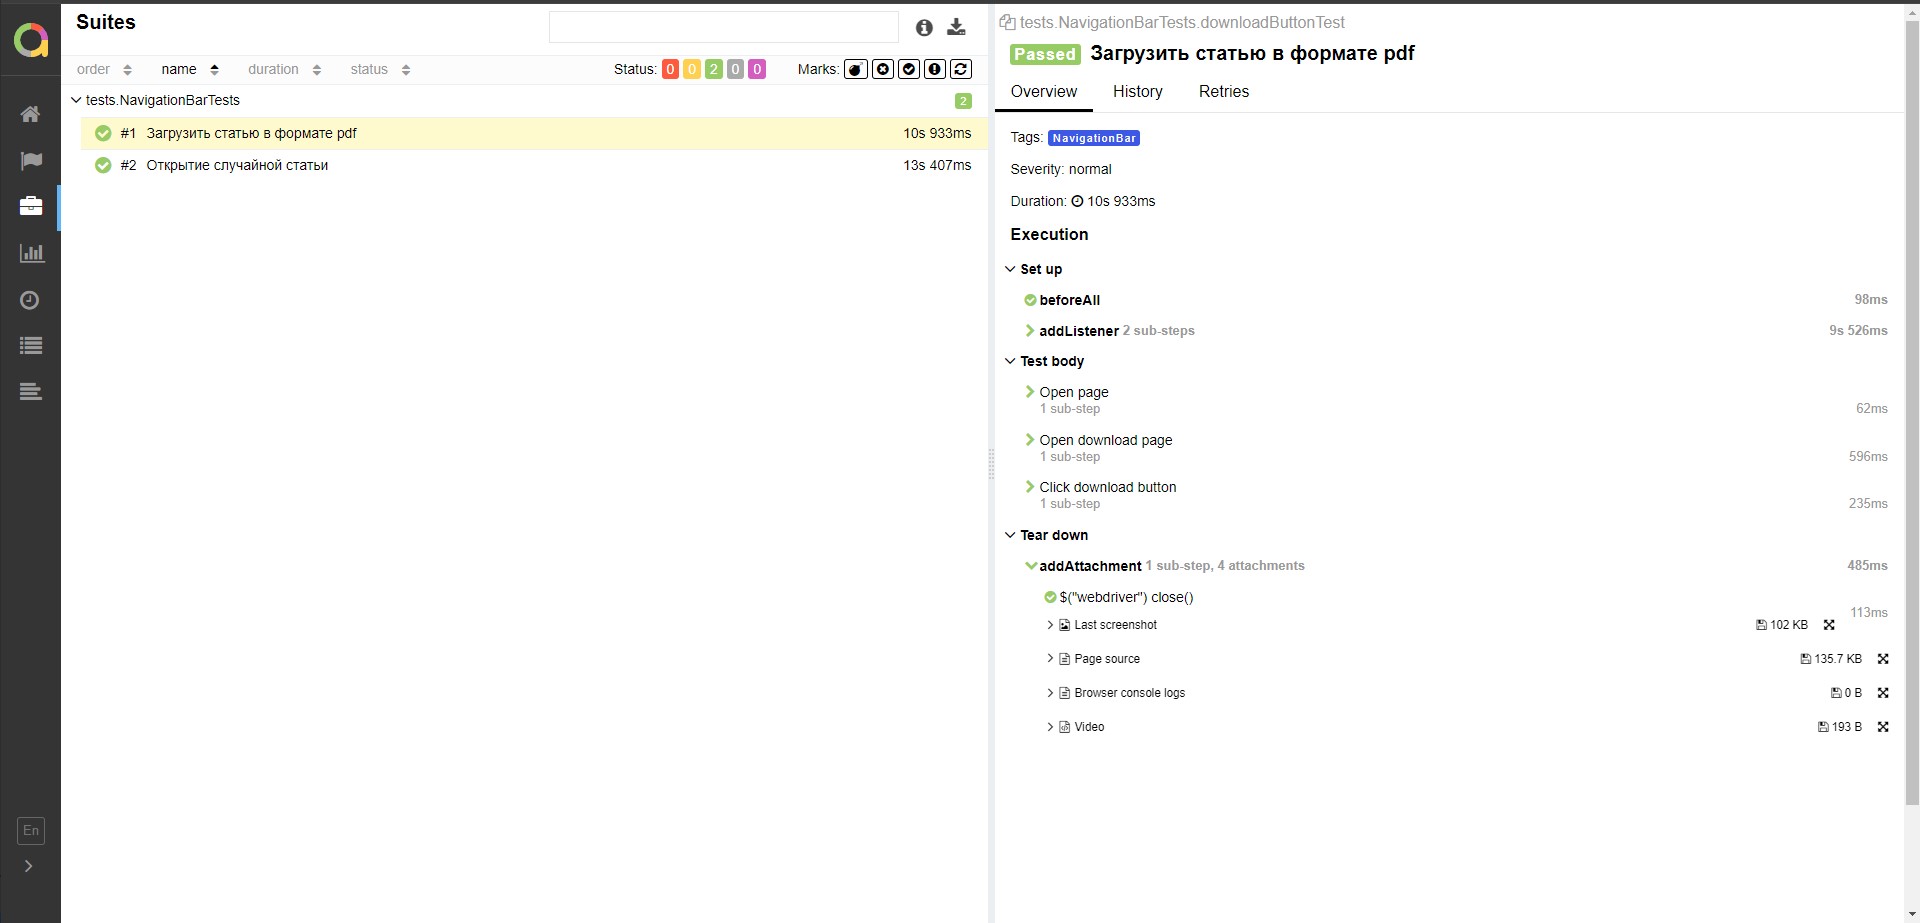 Suites
order name duration status Status: 0 0 2 0 0 Marks:
tests.NavigationBarTests 2
#1 Загрузить статью в формате pdf 10s 933ms
#2 Открытие случайной статьи 13s 407ms
En
tests.NavigationBarTests.downloadButtonTest
Passed Загрузить статью в формате pdf
Overview History Retries
Tags: NavigationBar
Severity: normal
Duration: 10s 933ms
Execution
Set up
beforeAll 98ms
addListener 2 sub-steps 9s 526ms
Test body
Open page
1 sub-step 62ms
Open download page
1 sub-step 596ms
Click download button
1 sub-step 235ms
Tear down
addAttachment 1 sub-step, 4 attachments 485ms
$("webdriver") close()
113ms
Last screenshot 102 KB
Page source 135.7 KB
Browser console logs 0 B
Video 193 B